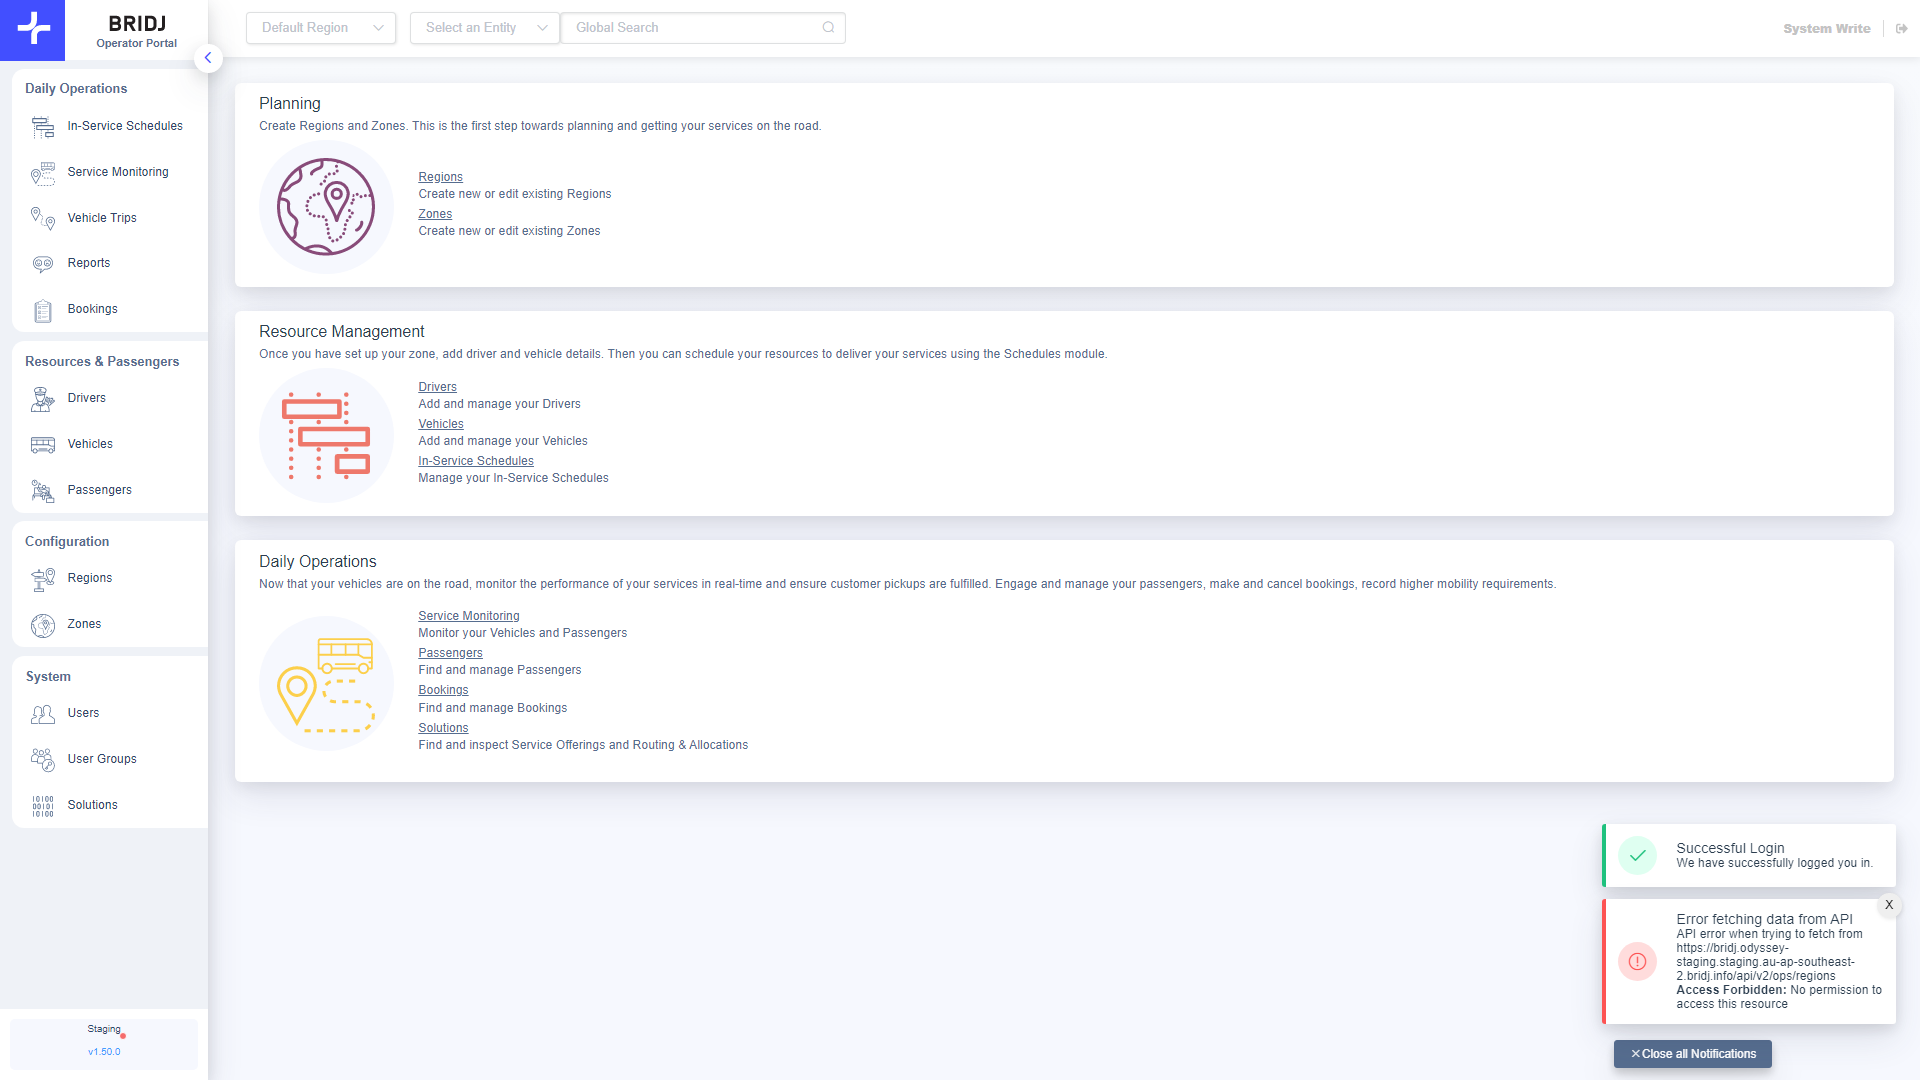 BRIDJ
Operator Portal
Default Region
Select an Entity
Global Search
System Write
Daily Operations
In-Service Schedules
Service Monitoring
Vehicle Trips
Reports
Bookings
Resources & Passengers
Drivers
Vehicles
Passengers
Configuration
Regions
Zones
System
Users
User Groups
10100
00101
10100
Solutions
Staging
v1.50.0
Planning
Create Regions and Zones. This is the first step towards planning and getting your services on the road.
Regions
Create new or edit existing Regions
Zones
Create new or edit existing Zones
Resource Management
Once you have set up your zone, add driver and vehicle details. Then you can schedule your resources to deliver your services using the Schedules module.
Drivers
Add and manage your Drivers
Vehicles
Add and manage your Vehicles
In-Service Schedules
Manage your In-Service Schedules
Daily Operations
Now that your vehicles are on the road, monitor the performance of your services in real-time and ensure customer pickups are fulfilled. Engage and manage your passengers, make and cancel bookings, record higher mobility requirements.
Service Monitoring
Monitor your Vehicles and Passengers
Passengers
Find and manage Passengers
Bookings
Find and manage Bookings
Solutions
Find and inspect Service Offerings and Routing & Allocations
Successful Login
We have successfully logged you in.
X
Error fetching data from API
API error when trying to fetch from
https://bridj.odyssey-
staging.staging.au-ap-southeast-
2.bridj.info/api/v2/ops/regions
Access Forbidden: No permission to
access this resource
✕Close all Notifications